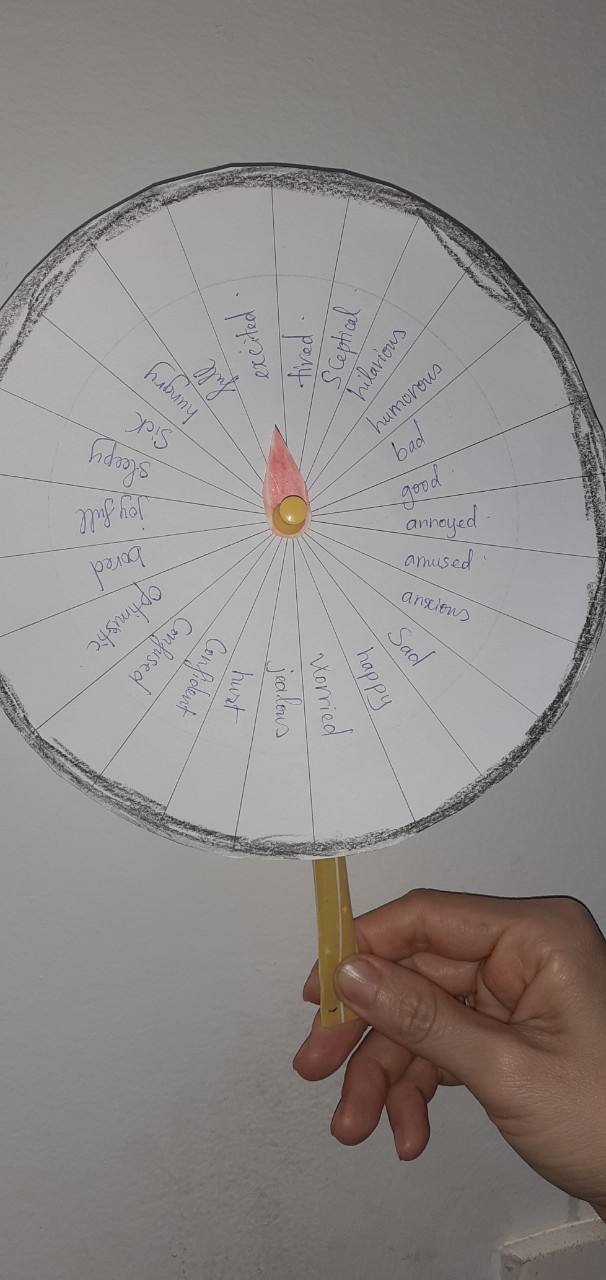 excited
tired
Sceptical
hilarious
humorous
bad
good
annoyed
amused
anxious
Sad
happy
Worried
jealous
hurt
Confident
Confused
optimistic
bored
joyfull
sleepy
Sick
hungry
full